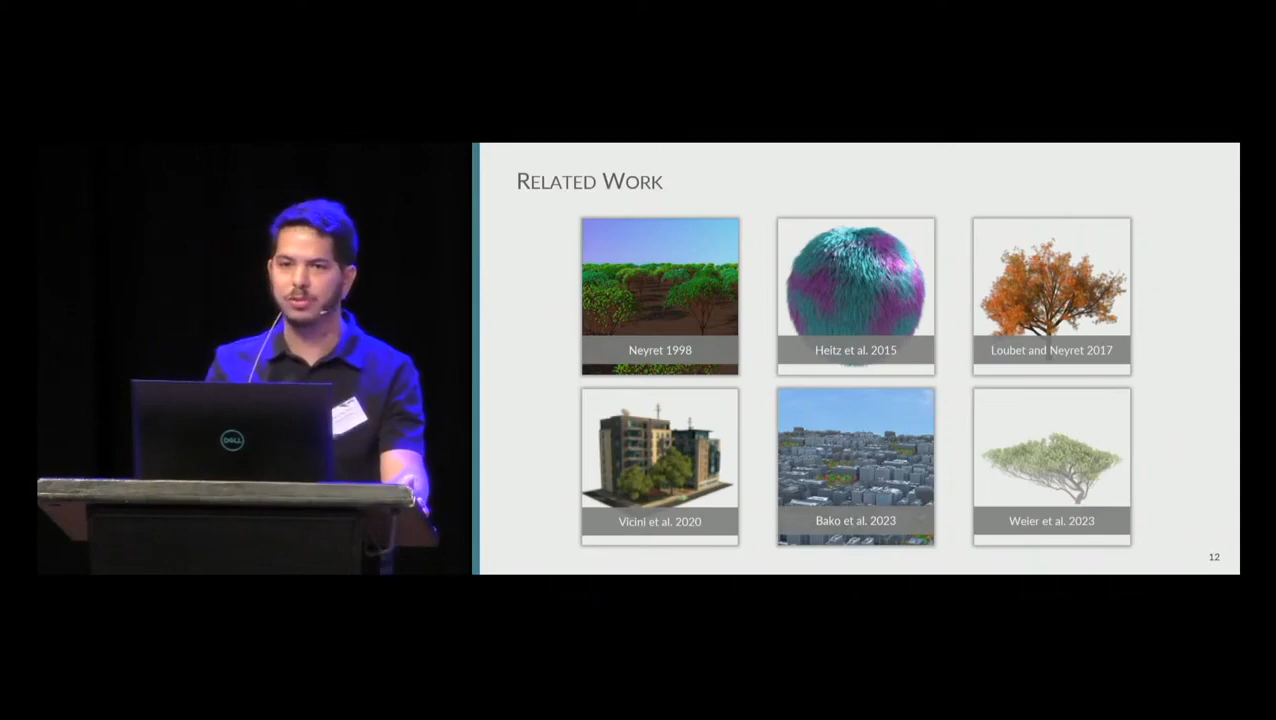 RELATED WORK
Neyret 1998
Heitz et al. 2015
Loubet and Neyret 2017
Vicini et al. 2020
Bako et al. 2023
Weier et al. 2023
12
DELL